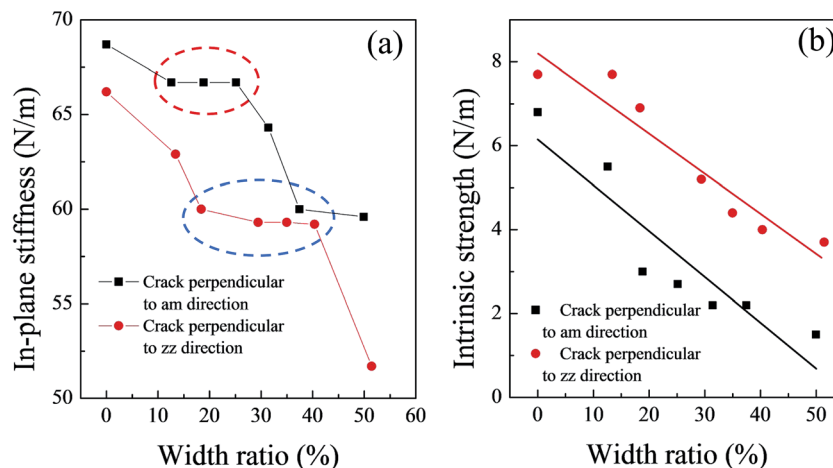 (a)
70
65
60
55
50
In-plane stiffness (N/m)
Crack perpendicular
to am direction
Crack perpendicular
to zz direction
0 10 20 30 40 50 60
Width ratio (%)
(b)
8
6
4
2
0
Intrinsic strength (N/m)
Crack perpendicular
to am direction
Crack perpendicular
to zz direction
0 10 20 30 40 50
Width ratio (%)